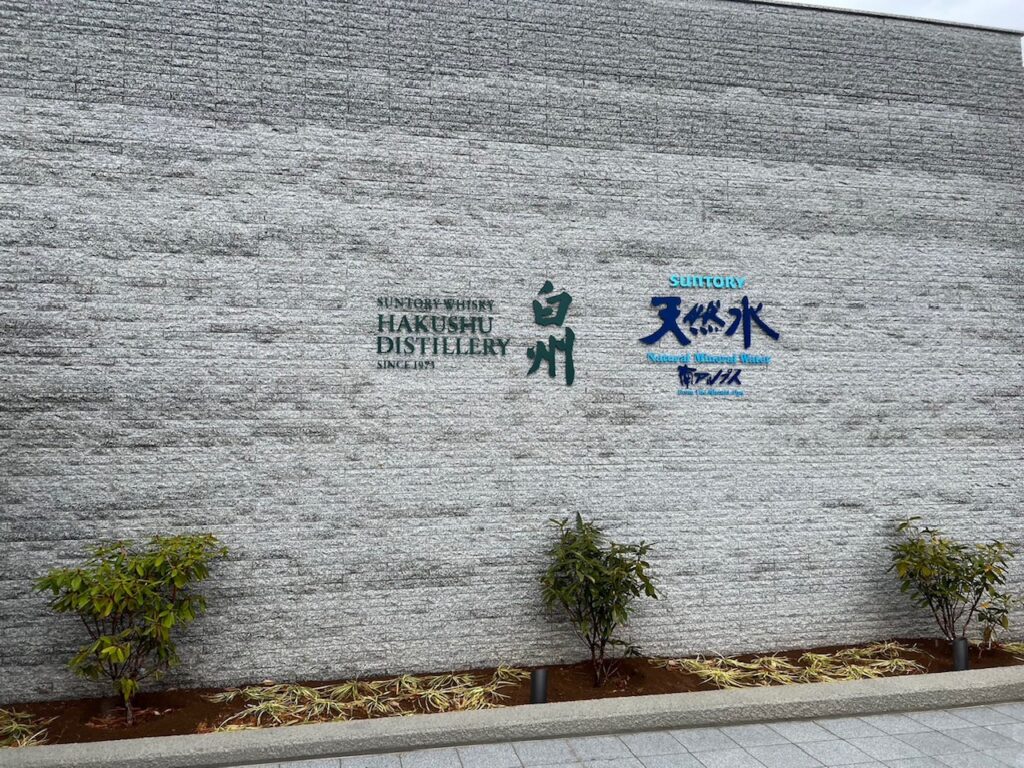 SUNTORY WHISKY
HAKUSHU
DISTILLERY
SINCE 1973
白州
SUNTORY
天然水
Natural Mineral Water
南アルプス